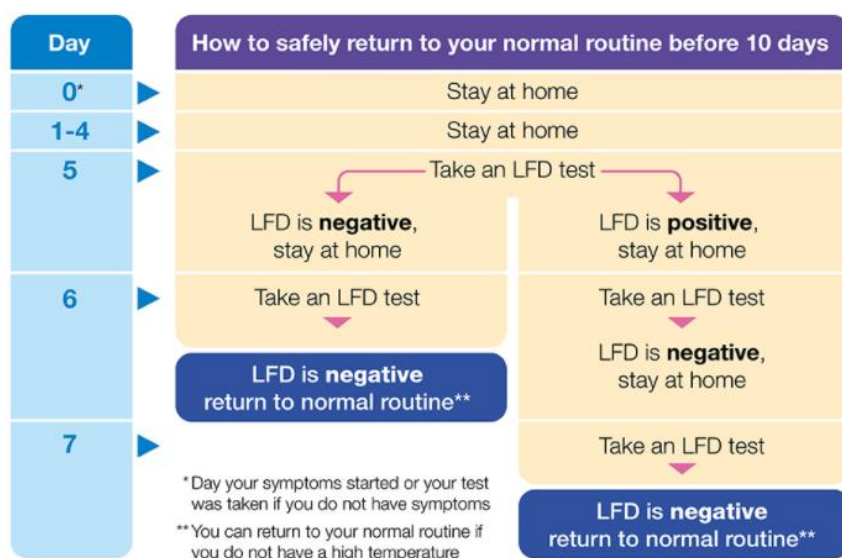 Day
How to safely return to your normal routine before 10 days
0*
Stay at home
1-4
Stay at home
5
Take an LFD test
LFD is negative,
stay at home
LFD is positive,
stay at home
6
Take an LFD test
LFD is negative
return to normal routine**
Take an LFD test
LFD is negative,
stay at home
7
Take an LFD test
LFD is negative
return to normal routine**
*Day your symptoms started or your test
was taken if you do not have symptoms
**You can return to your normal routine if
you do not have a high temperature